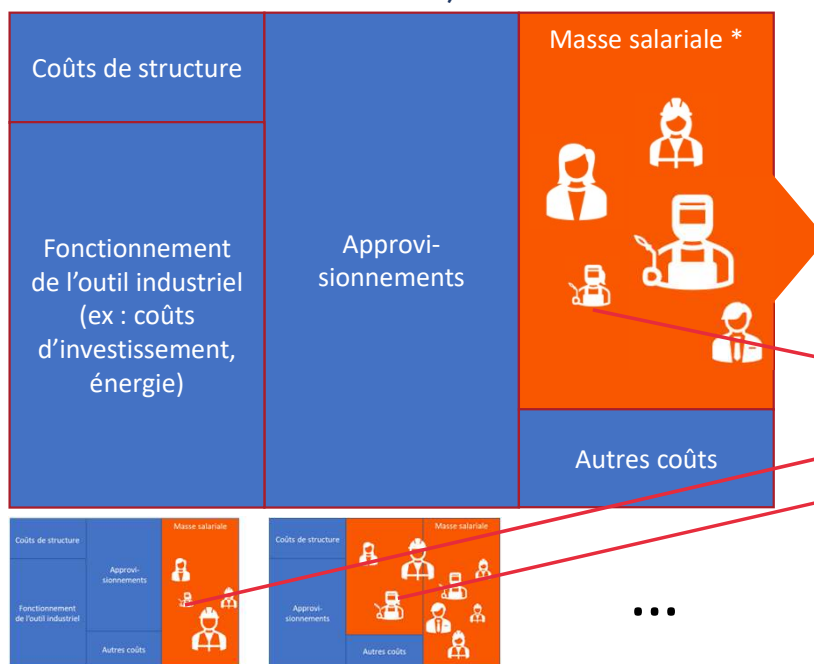 Coûts de structure
Fonctionnement
de l’outil industriel
(ex : coûts
d’investissement,
énergie)
Approvi-
sionnements
Masse salariale *
Autres coûts
Coûts de structure
Fonctionnement
de l’outil industriel
Approvi-
sionnements
Autres coûts
Masse salariale
Coûts de structure
Approvi-
sionnements
Autres coûts
Masse salariale
...